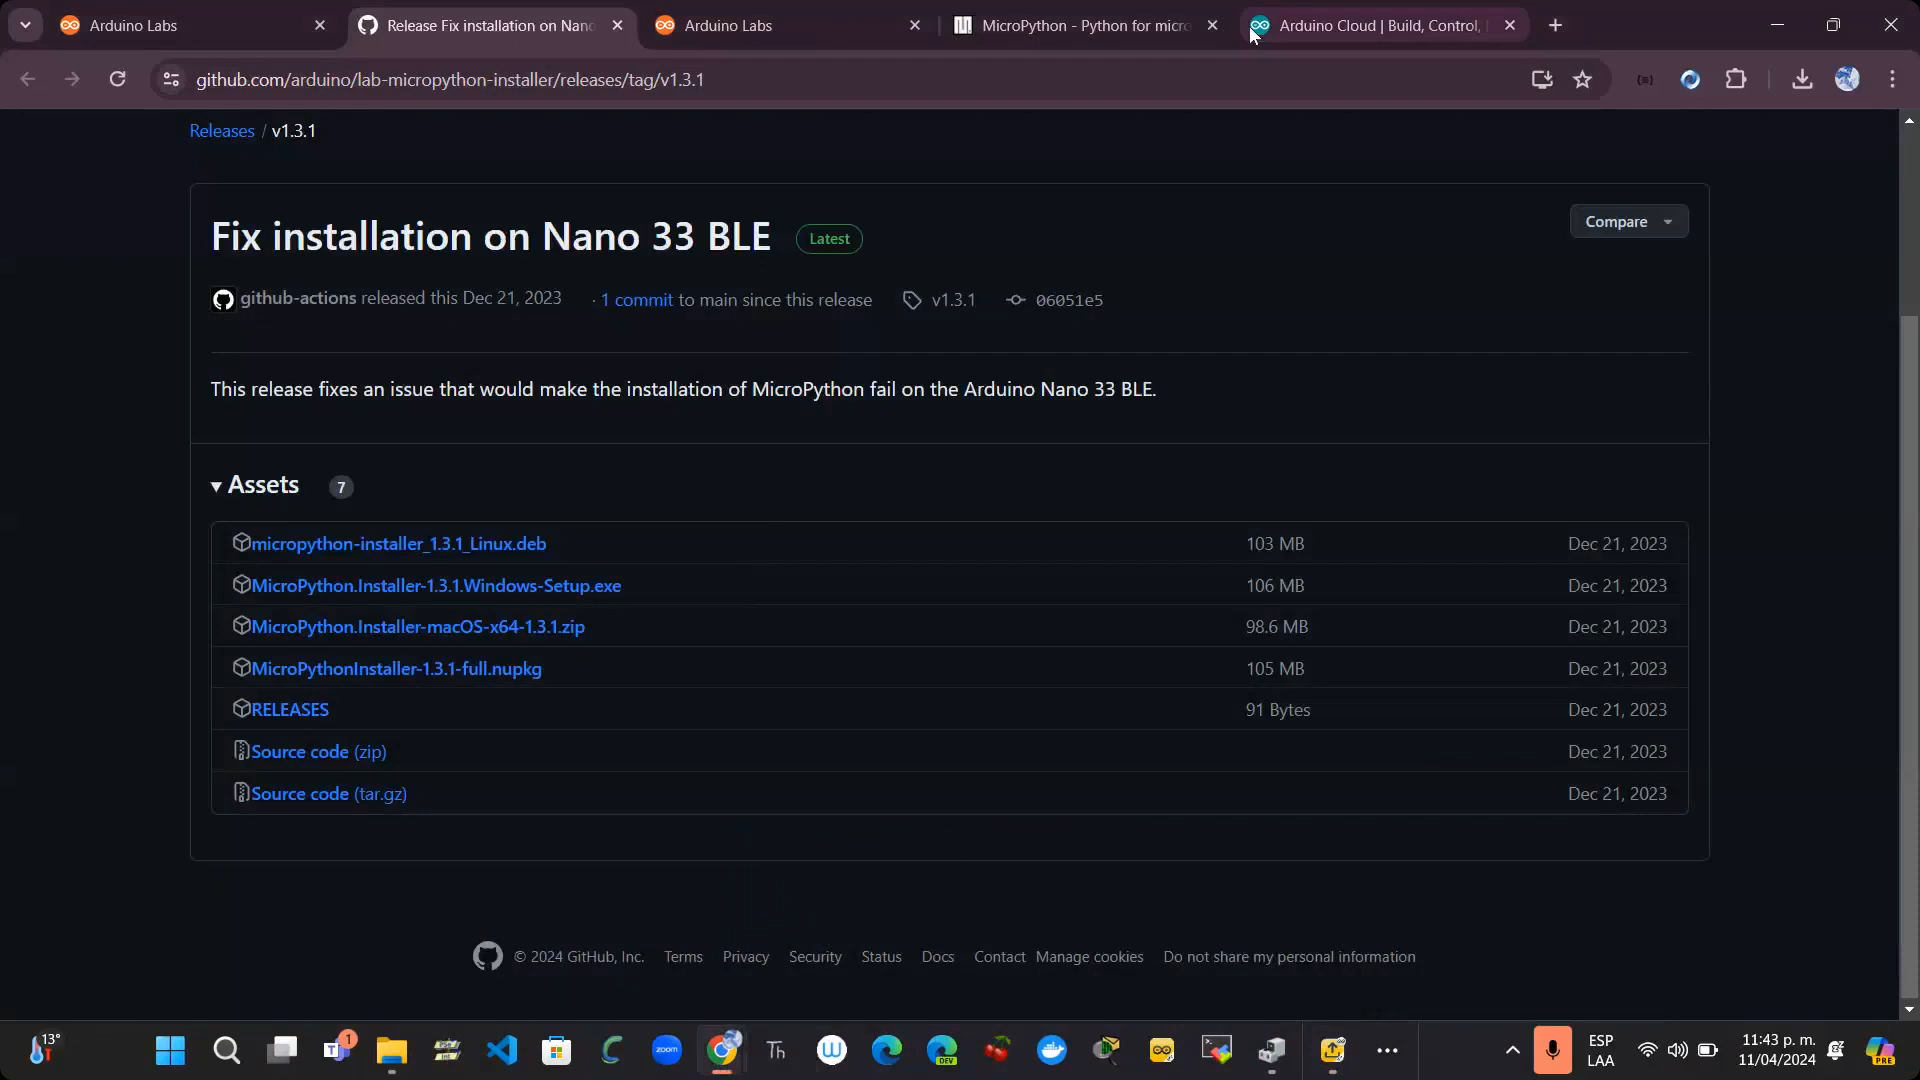 Arduino Labs
Release Fix installation on Nano
Arduino Labs
MicroPython - Python for micro
Arduino Cloud | Build, Control,
github.com/arduino/lab-micropython-installer/releases/tag/v1.3.1
Releases / v1.3.1
Fix installation on Nano 33 BLE
Latest
Compare
github-actions released this Dec 21, 2023
· 1 commit to main since this release
v1.3.1
06051e5
This release fixes an issue that would make the installation of MicroPython fail on the Arduino Nano 33 BLE.
Assets 7
micropython-installer_1.3.1_Linux.deb 103 MB Dec 21, 2023
MicroPython.Installer-1.3.1.Windows-Setup.exe 106 MB Dec 21, 2023
MicroPython.Installer-macOS-x64-1.3.1.zip 98.6 MB Dec 21, 2023
MicroPythonInstaller-1.3.1-full.nupkg 105 MB Dec 21, 2023
RELEASES 91 Bytes Dec 21, 2023
Source code (zip) Dec 21, 2023
Source code (tar.gz) Dec 21, 2023
© 2024 GitHub, Inc. Terms Privacy Security Status Docs Contact Manage cookies Do not share my personal information
13°
1
zoom
Th
DEV
ESP
LAA
11:43 p. m.
11/04/2024
PRE